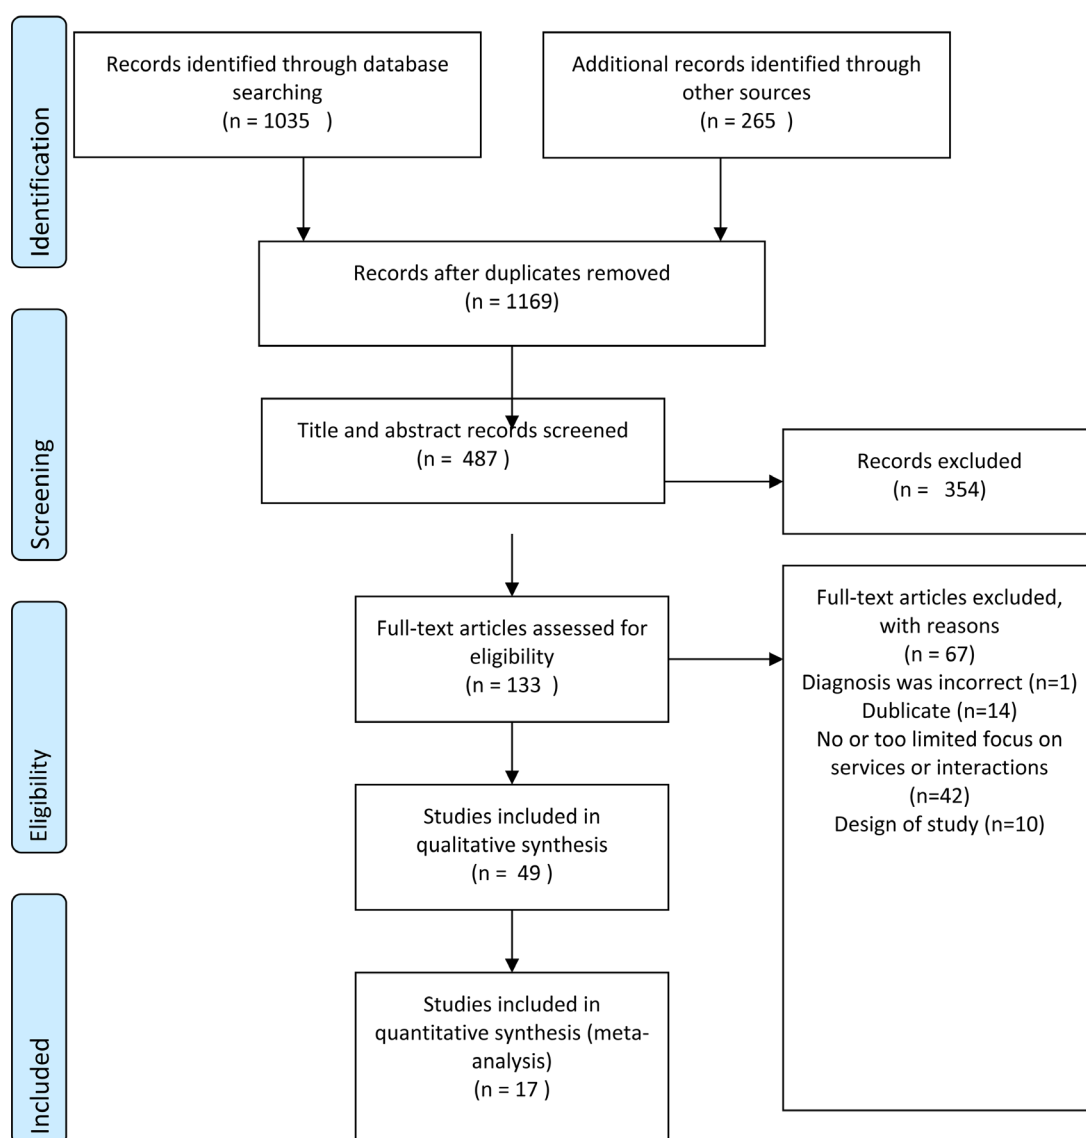 Identification
Records identified through database
searching
(n = 1035 )
Additional records identified through
other sources
(n = 265 )
Records after duplicates removed
(n = 1169)
Screening
Title and abstract records screened
(n = 487 )
Records excluded
(n = 354)
Eligibility
Full-text articles assessed for
eligibility
(n = 133 )
Full-text articles excluded,
with reasons
(n = 67)
Diagnosis was incorrect (n=1)
Dublicate (n=14)
No or too limited focus on
services or interactions
(n=42)
Design of study (n=10)
Studies included in
qualitative synthesis
(n = 49 )
Included
Studies included in
quantitative synthesis (meta-
analysis)
(n = 17 )